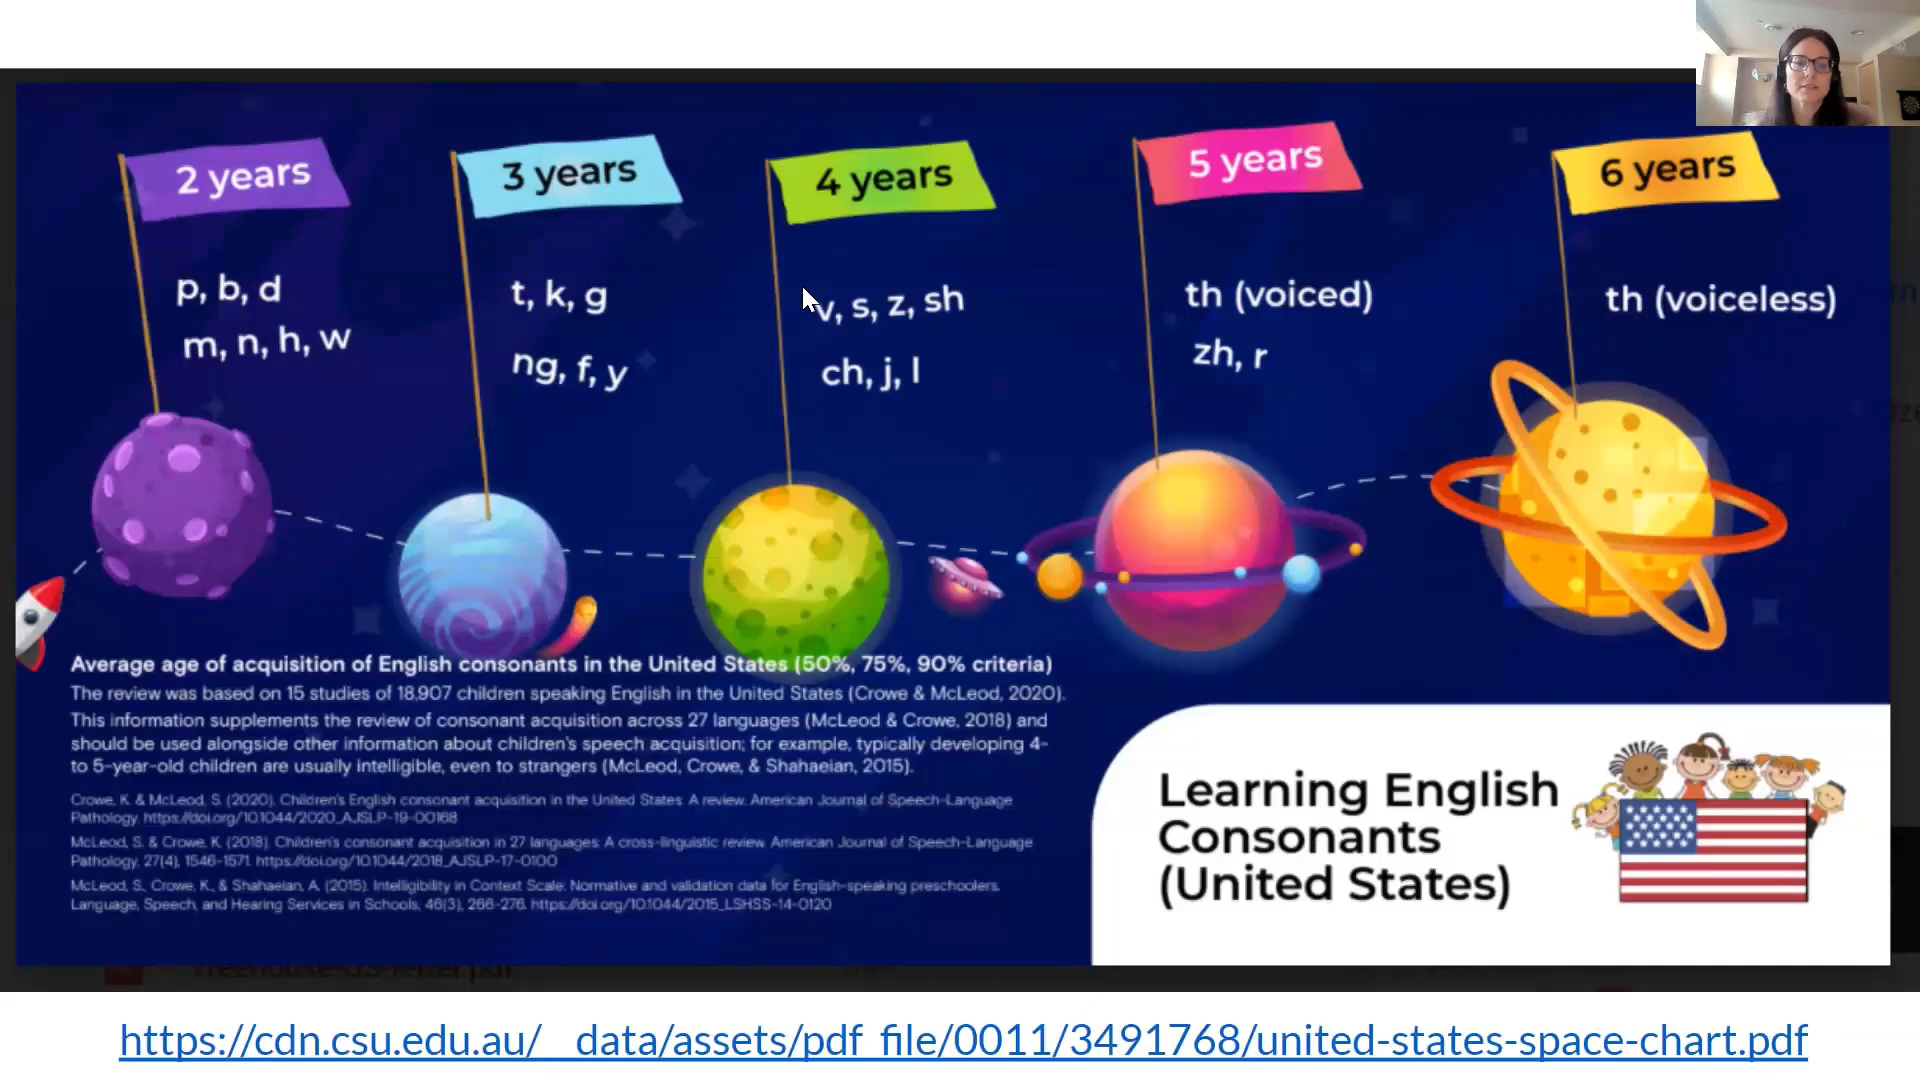 2 years
p, b, d
m, n, h, w
3 years
t, k, g
ng, f, y
4 years
v, s, z, sh
ch, j, l
5 years
th (voiced)
zh, r
6 years
th (voiceless)
Average age of acquisition of English consonants in the United States (50%, 75%, 90% criteria)
The review was based on 15 studies of 18,907 children speaking English in the United States (Crowe & McLeod, 2020).
This information supplements the review of consonant acquisition across 27 languages (McLeod & Crowe, 2018) and
should be used alongside other information about children's speech acquisition; for example, typically developing 4-
to 5-year-old children are usually intelligible, even to strangers (McLeod, Crowe, & Shahaeian, 2015).
Crowe, K. & McLeod, S. (2020). Children's English consonant acquisition in the United States: A review. American Journal of Speech-Language
Pathology. https://doi.org/10.1044/2020_AJSLP-19-00168
McLeod, S. & Crowe, K. (2018). Children's consonant acquisition in 27 languages: A cross-linguistic review. American Journal of Speech-Language
Pathology, 27(4), 1546-1571. https://doi.org/10.1044/2018_AJSLP-17-0100
McLeod, S., Crowe, K., & Shahaeian, A. (2015). Intelligibility in Context Scale: Normative and validation data for English-speaking preschoolers.
Language, Speech, and Hearing Services in Schools, 46(3), 266-276. https://doi.org/10.1044/2015_LSHSS-14-0120
Learning English
Consonants
(United States)
https://cdn.csu.edu.au/__data/assets/pdf_file/0011/3491768/united-states-space-chart.pdf